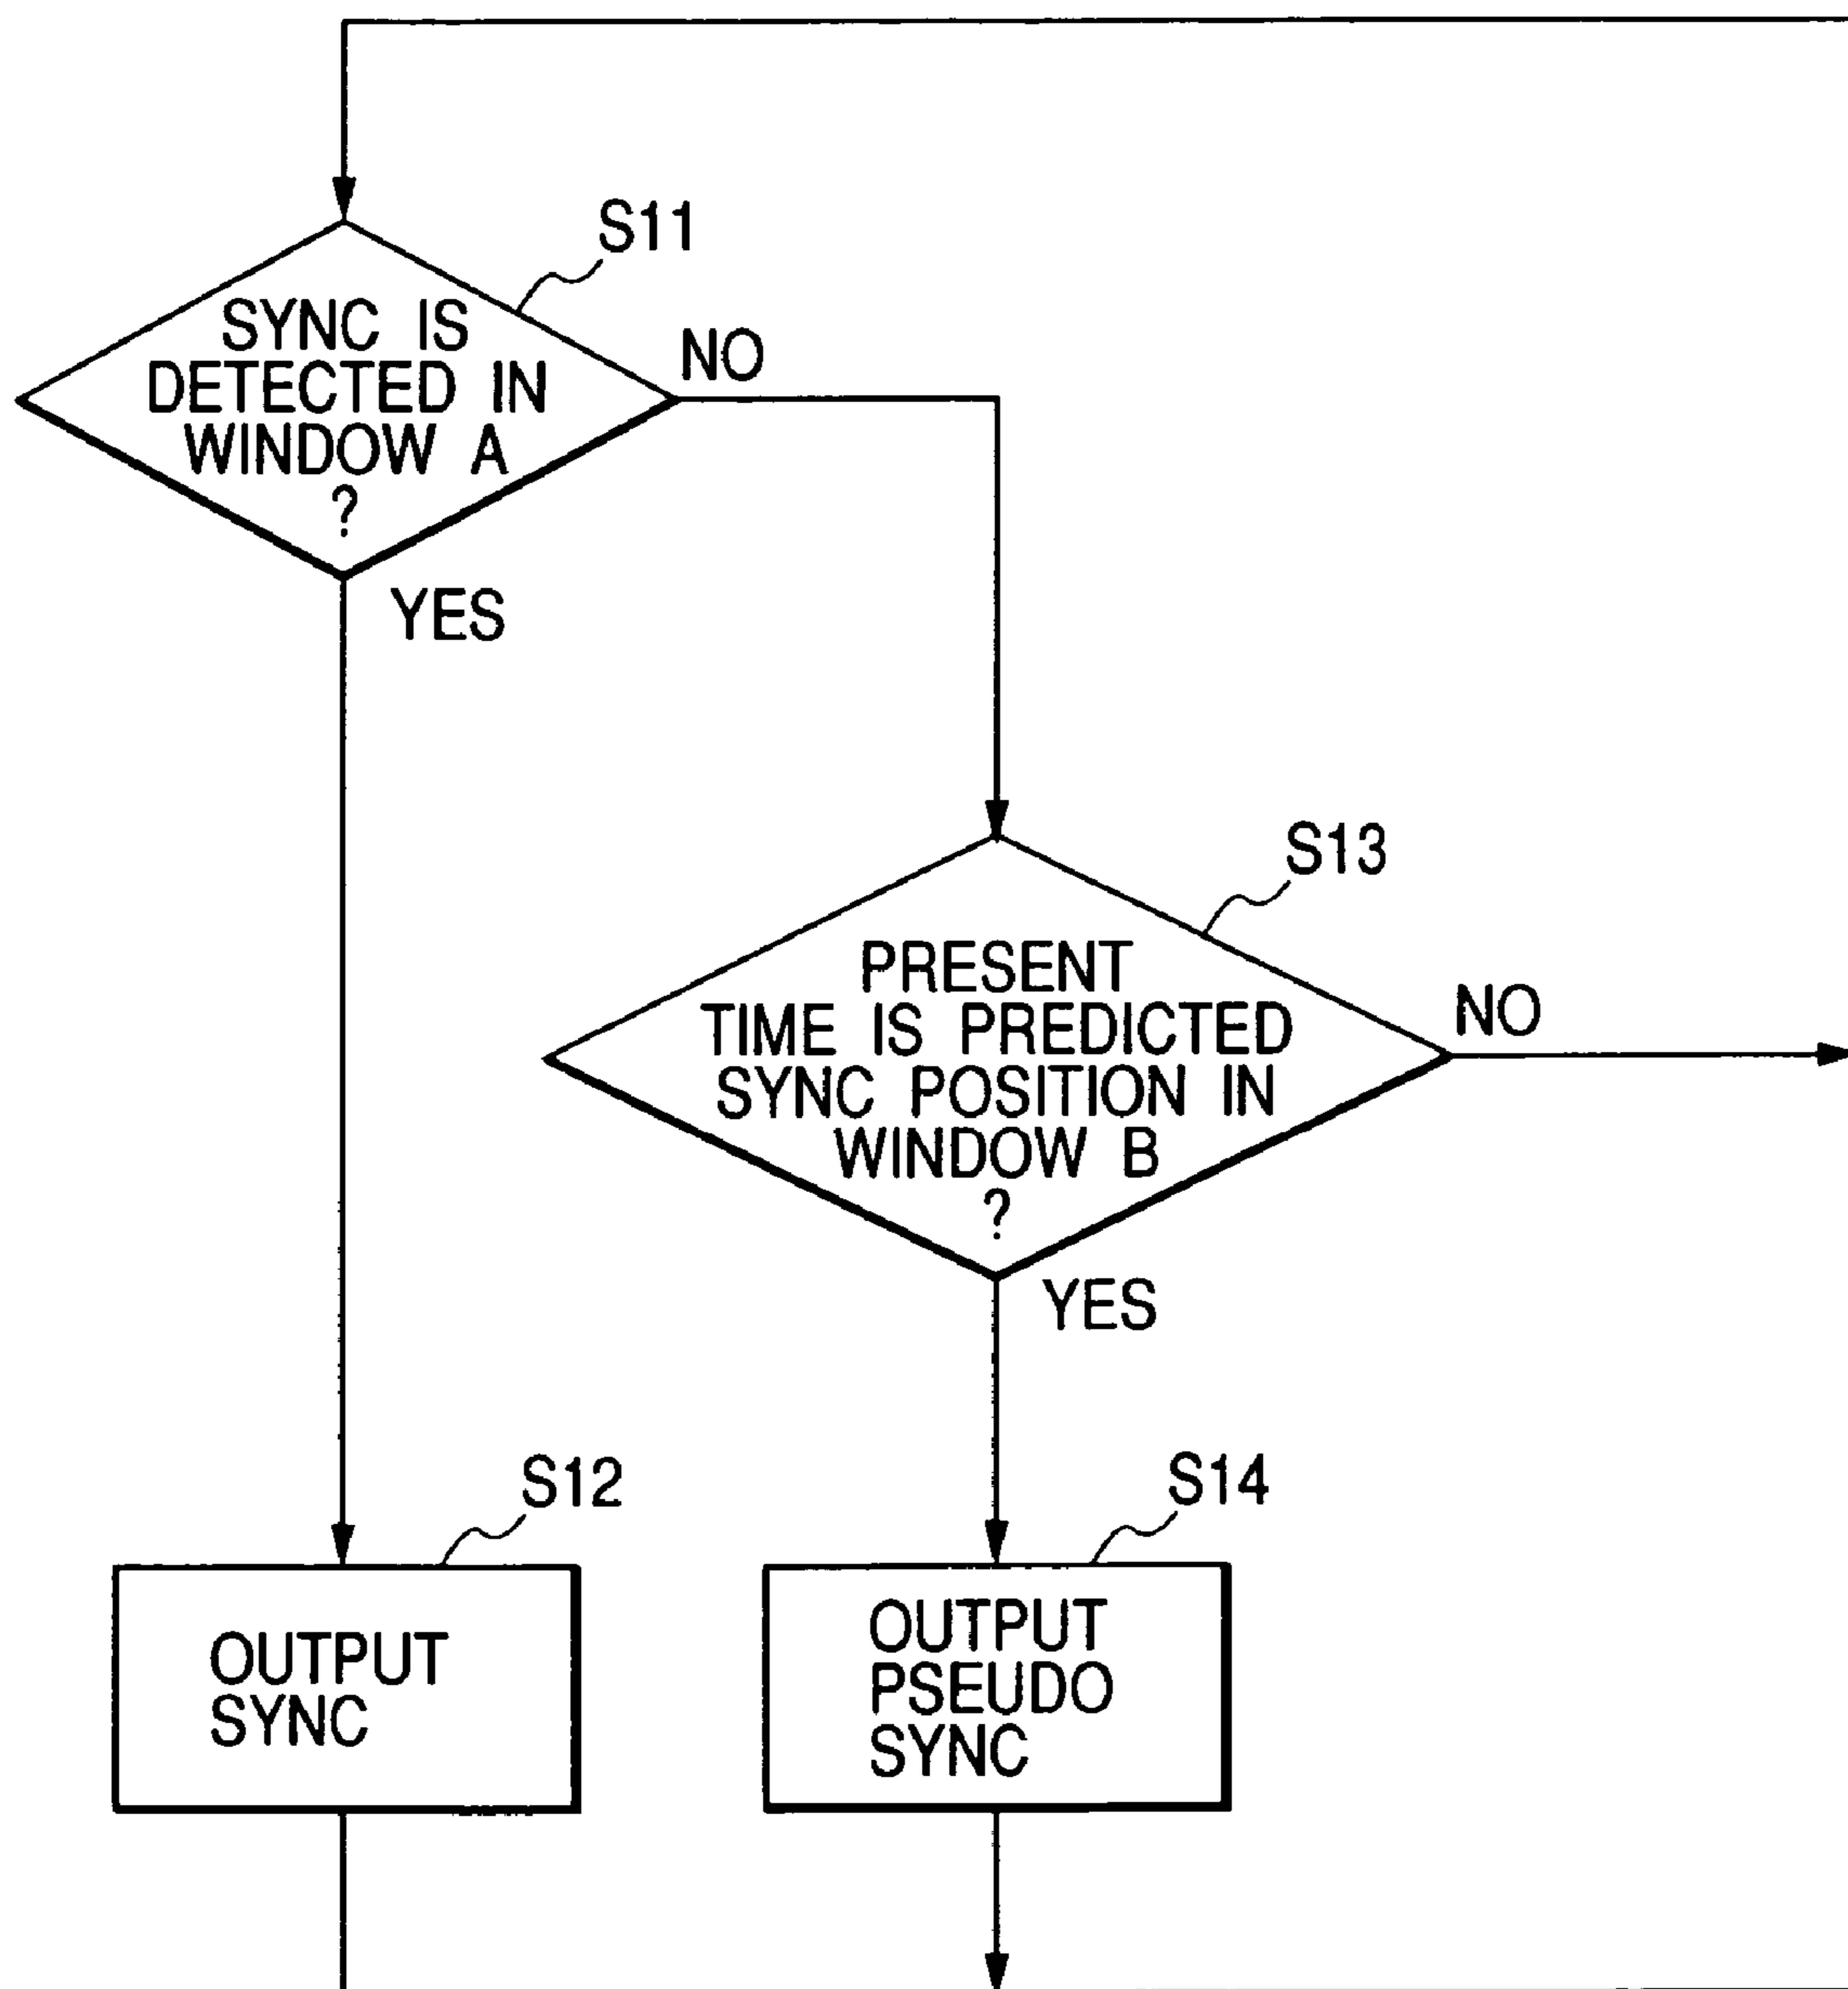 S11
SYNC IS
DETECTED IN
WINDOW A
?
NO
YES
S13
PRESENT
TIME IS PREDICTED
SYNC POSITION IN
WINDOW B
?
NO
YES
S12
OUTPUT
SYNC
S14
OUTPUT
PSEUDO
SYNC